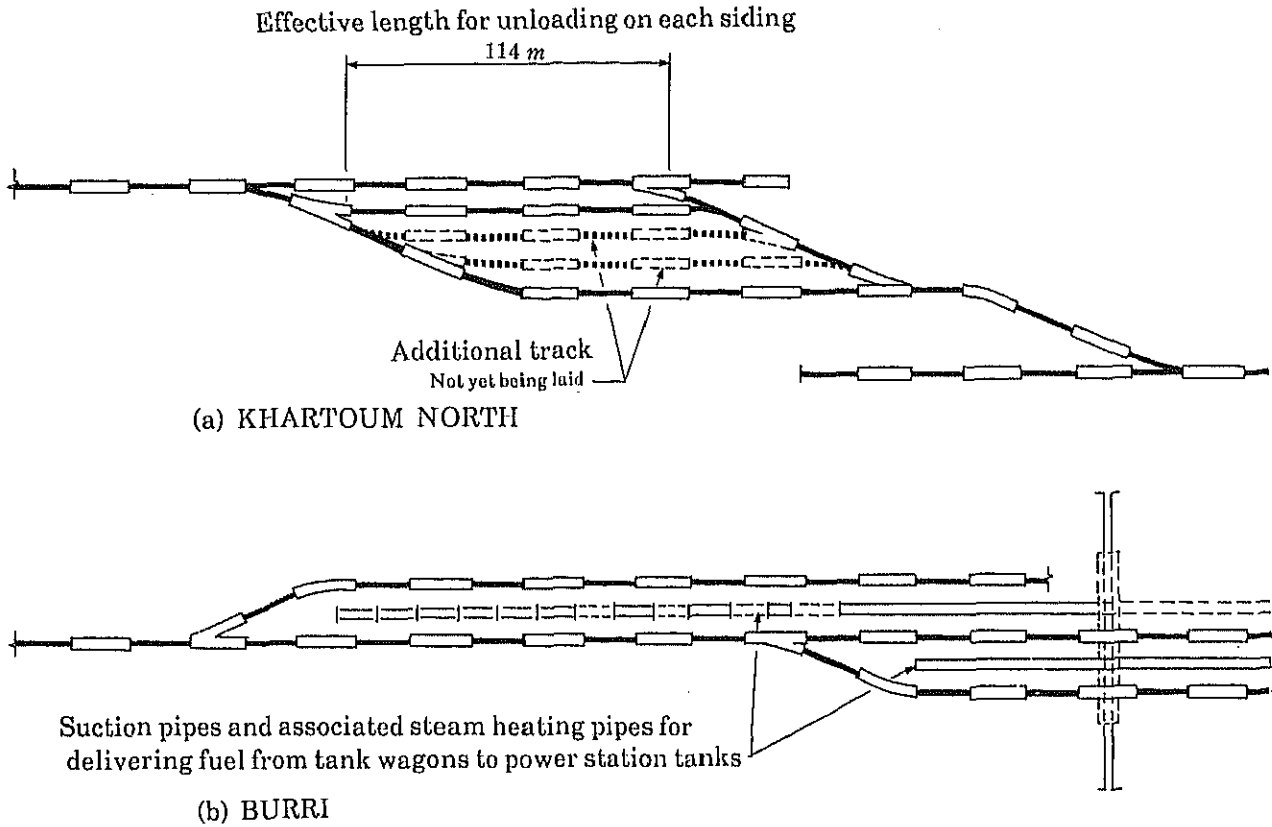 Effective length for unloading on each siding
114 m
Additional track
Not yet being laid
(a) KHARTOUM NORTH
Suction pipes and associated steam heating pipes for
delivering fuel from tank wagons to power station tanks
(b) BURRI